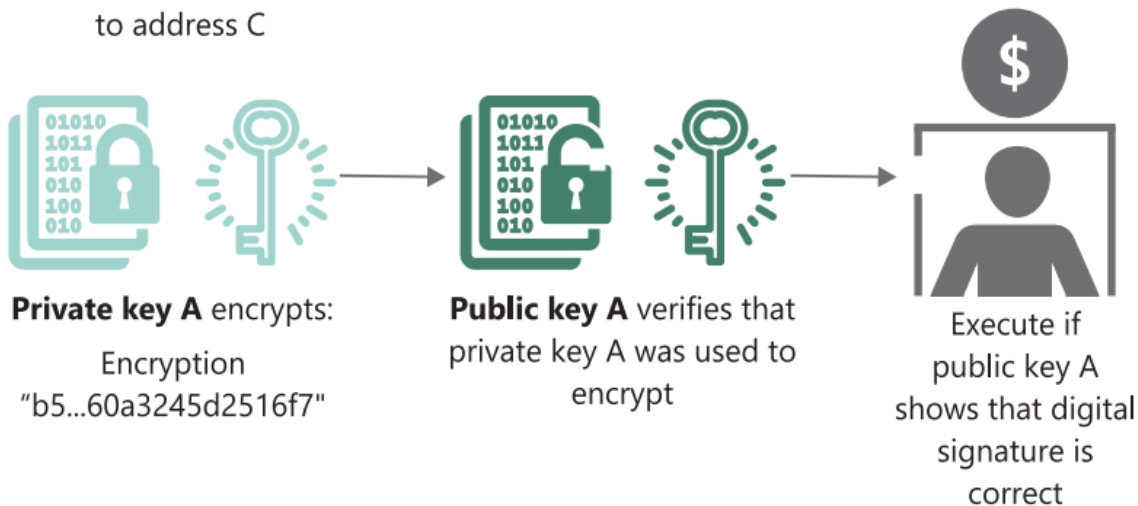 to address C
01010
1011
101
010
100
010
01010
1011
101
010
100
010
$
Private key A encrypts:
Encryption
“b5...60a3245d2516f7"
Public key A verifies that
private key A was used to
encrypt
Execute if
public key A
shows that digital
signature is
correct